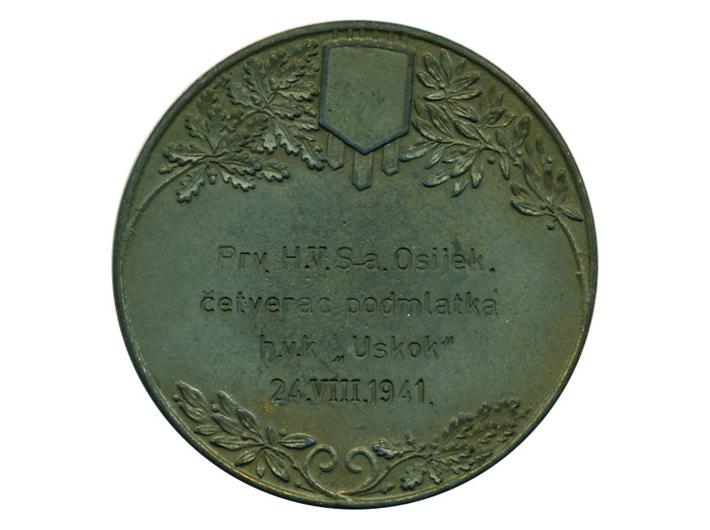 Prv. H.V.S-a. Osijek.
četverac podmlatka
h.v.k „Uskok”
24.VIII.1941.